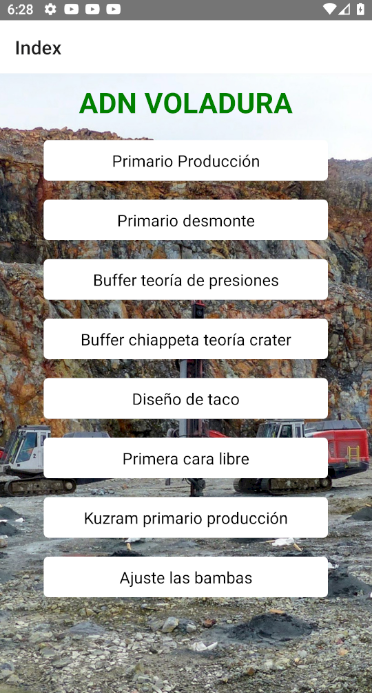 6:28
Index
ADN VOLADURA
Primario Producción
Primario desmonte
Buffer teoría de presiones
Buffer chiappeta teoría crater
Diseño de taco
Primera cara libre
Kuzram primario producción
Ajuste las bambas